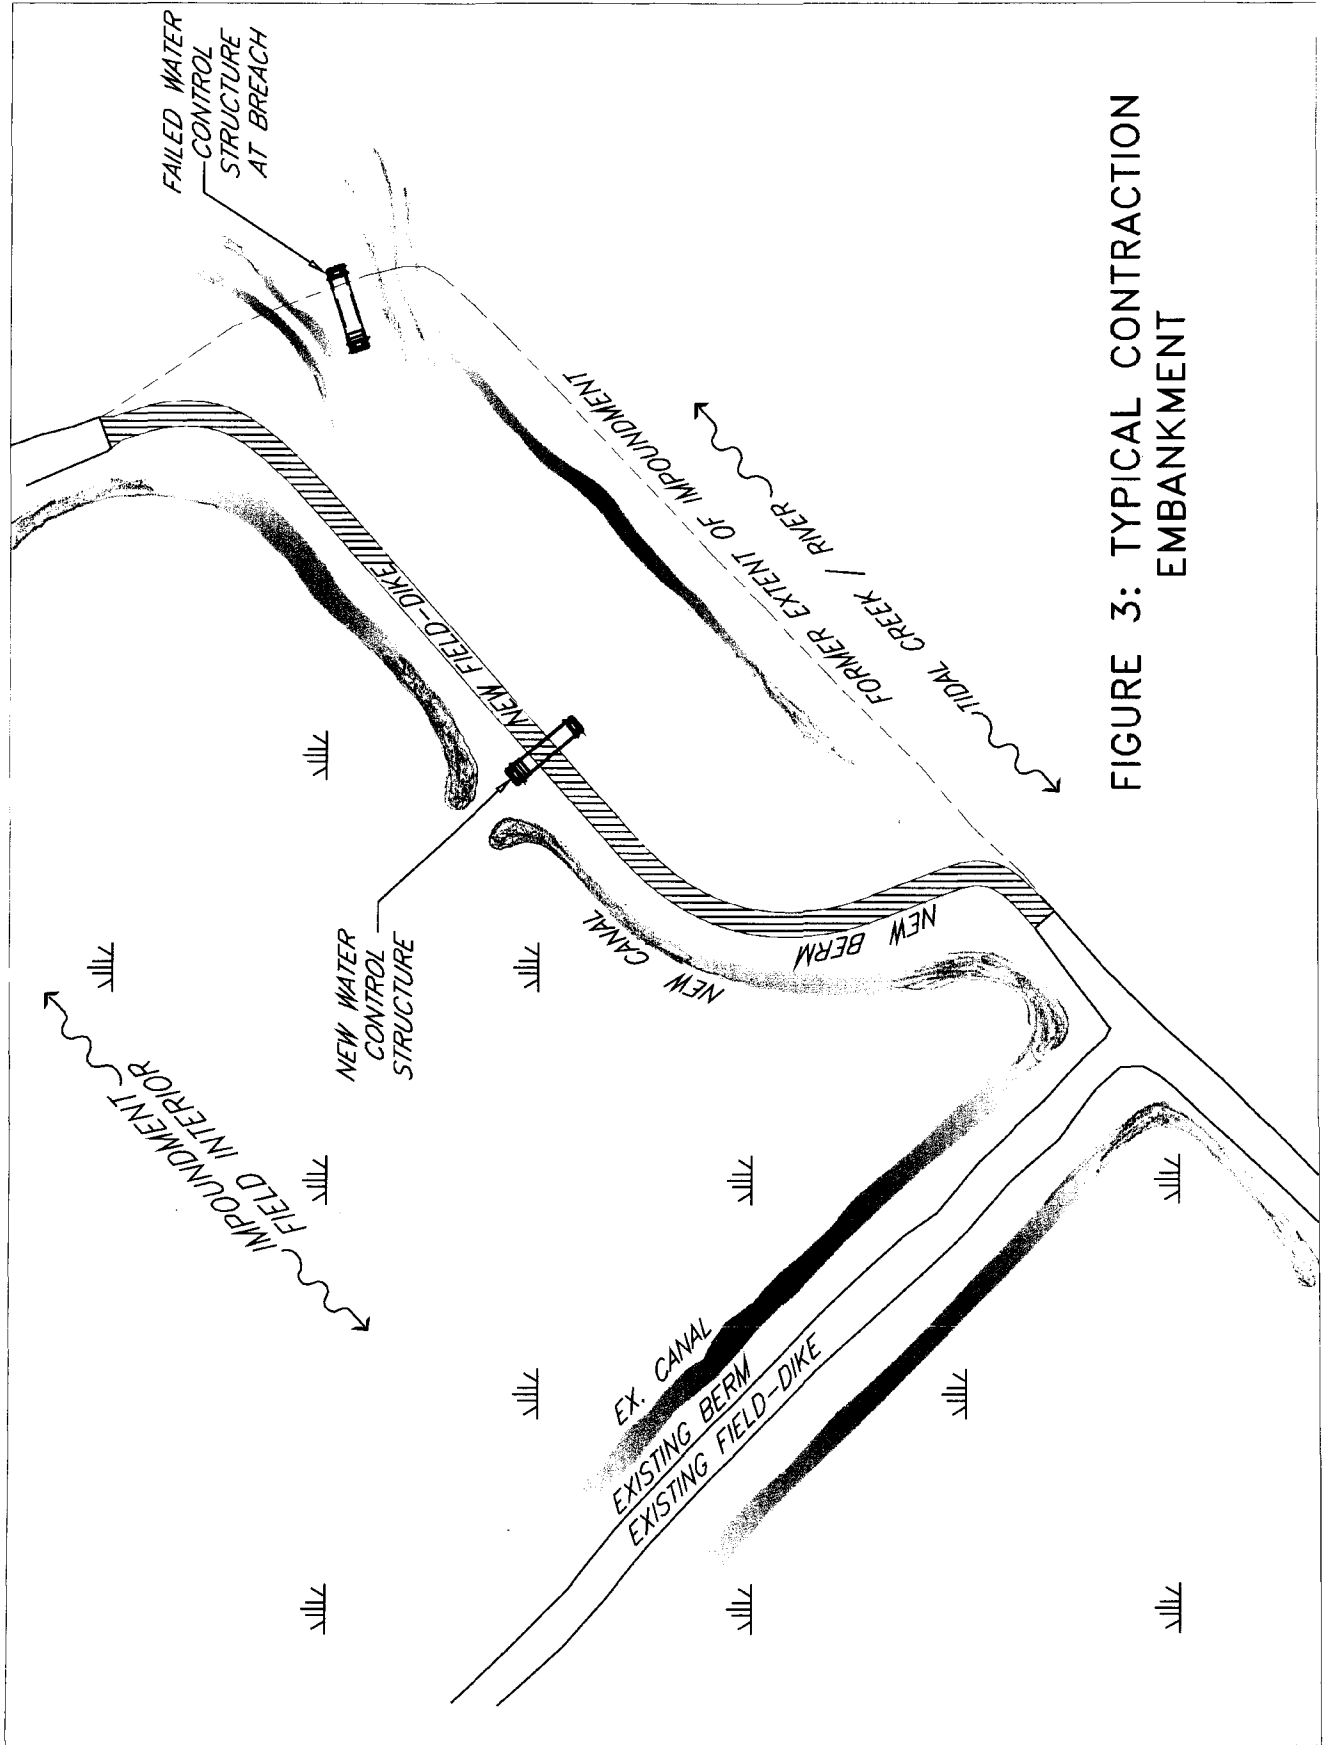 FAILED WATER
CONTROL
STRUCTURE
AT BREACH
NEW WATER
CONTROL
STRUCTURE
IMPOUNDMENT
FIELD INTERIOR
NEW FIELD-DIKE
FORMER EXTENT OF IMPOUNDMENT
TIDAL CREEK / RIVER
NEW CANAL
NEW BERM
EX. CANAL
EXISTING BERM
EXISTING FIELD-DIKE
FIGURE 3: TYPICAL CONTRACTION
EMBANKMENT